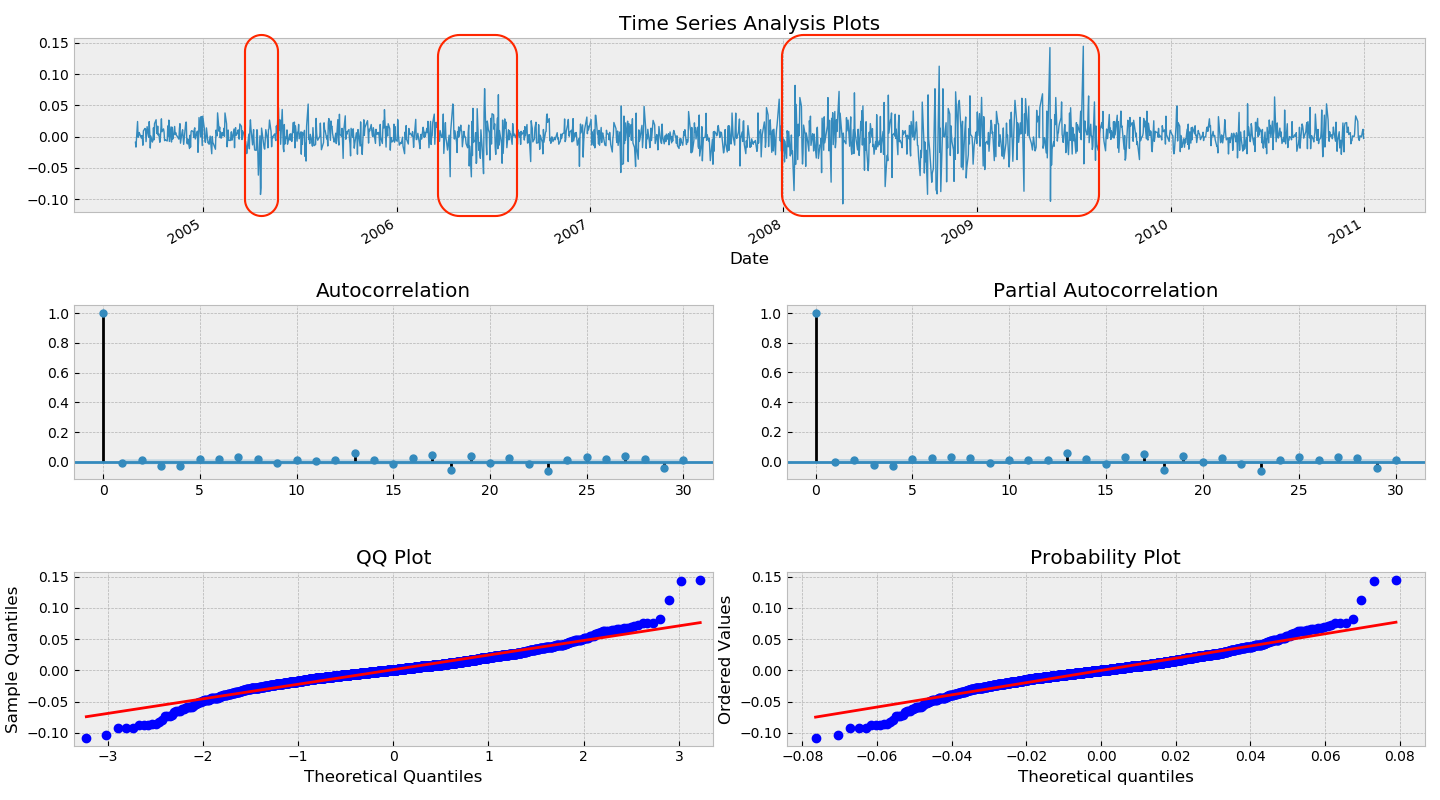 Time Series Analysis Plots
0.15
0.10
0.05
0.00
−0.05
−0.10
2005 2006 2007 2008 2009 2010 2011
Date
Autocorrelation
1.0
0.8
0.6
0.4
0.2
0.0
0 5 10 15 20 25 30
Partial Autocorrelation
1.0
0.8
0.6
0.4
0.2
0.0
0 5 10 15 20 25 30
QQ Plot
Sample Quantiles
0.15
0.10
0.05
0.00
−0.05
−0.10
−3 −2 −1 0 1 2 3
Theoretical Quantiles
Probability Plot
Ordered Values
0.15
0.10
0.05
0.00
−0.05
−0.10
−0.08 −0.06 −0.04 −0.02 0.00 0.02 0.04 0.06 0.08
Theoretical quantiles